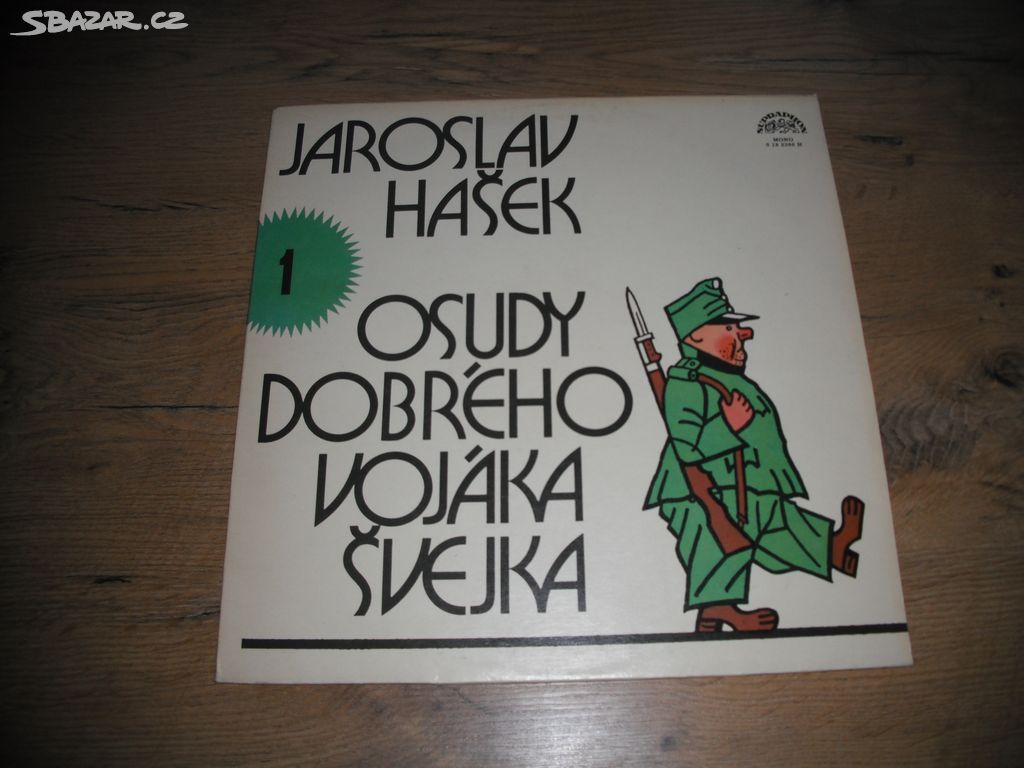 SBAZAR.CZ
JAROSLAV
HAŠEK
SUPRAPHON
MONO
1
OSUDY
DOBRÉHO
VOJÁKA
ŠVEJKA